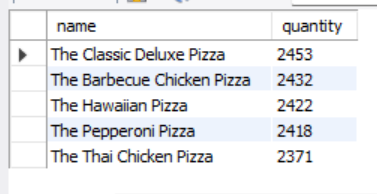 name quantity
The Classic Deluxe Pizza 2453
The Barbecue Chicken Pizza 2432
The Hawaiian Pizza 2422
The Pepperoni Pizza 2418
The Thai Chicken Pizza 2371